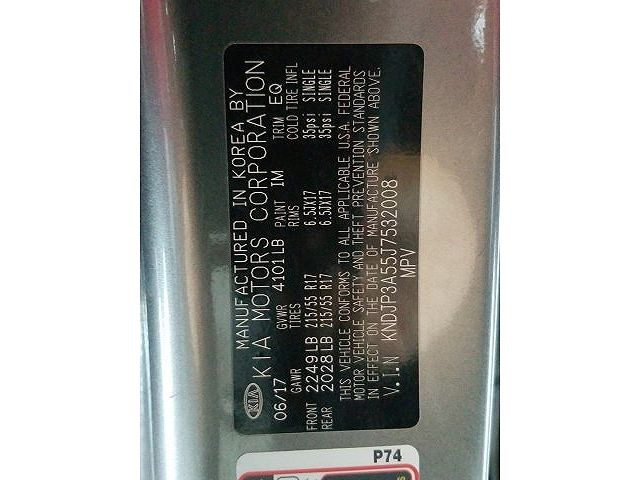 MANUFACTURED IN KOREA BY
KIA KIA MOTORS CORPORATION
06/17 GVWR 4101LB PAINT IM TRIM EQ
GAWR TIRES RIMS COLD TIRE INFL
FRONT 2249LB 215/55 R17 6.5JX17 35psi SINGLE
REAR 2028LB 215/55 R17 6.5JX17 35psi SINGLE
THIS VEHICLE CONFORMS TO ALL APPLICABLE U.S.A. FEDERAL
MOTOR VEHICLE SAFETY AND THEFT PREVENTION STANDARDS
IN EFFECT ON THE DATE OF MANUFACTURE SHOWN ABOVE.
V.I.N KNDJP3A55J7532008
MPV
P74